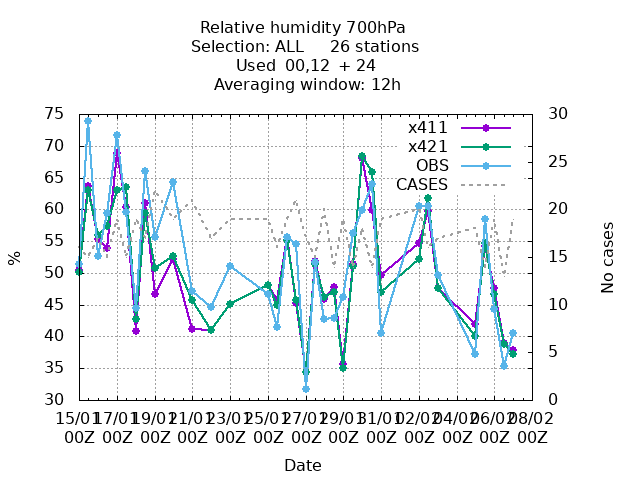 Relative humidity 700hPa
Selection: ALL 26 stations
Used 00,12 + 24
Averaging window: 12h
75 30
70 25
65 20
60
55 15
50
45 10
40
35 5
30 0
x411
x421
OBS
CASES
%
No cases
15/01 17/01 19/01 21/01 23/01 25/01 27/01 29/01 31/01 02/02 04/02 06/02 08/02
00Z 00Z 00Z 00Z 00Z 00Z 00Z 00Z 00Z 00Z 00Z 00Z 00Z
Date